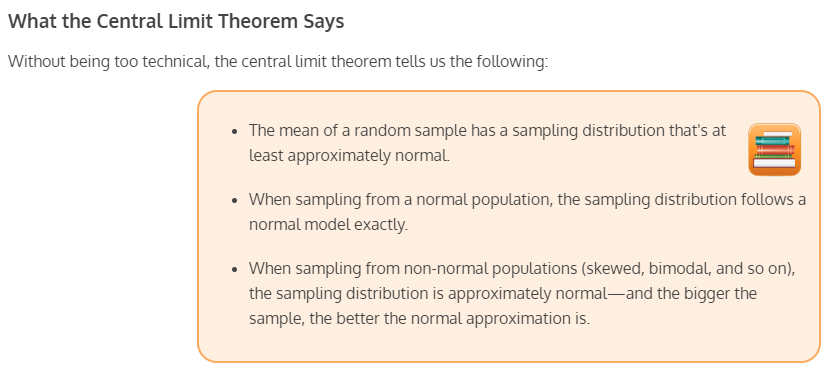 What the Central Limit Theorem Says
Without being too technical, the central limit theorem tells us the following:
• The mean of a random sample has a sampling distribution that's at
least approximately normal.
• When sampling from a normal population, the sampling distribution follows a
normal model exactly.
• When sampling from non-normal populations (skewed, bimodal, and so on),
the sampling distribution is approximately normal—and the bigger the
sample, the better the normal approximation is.